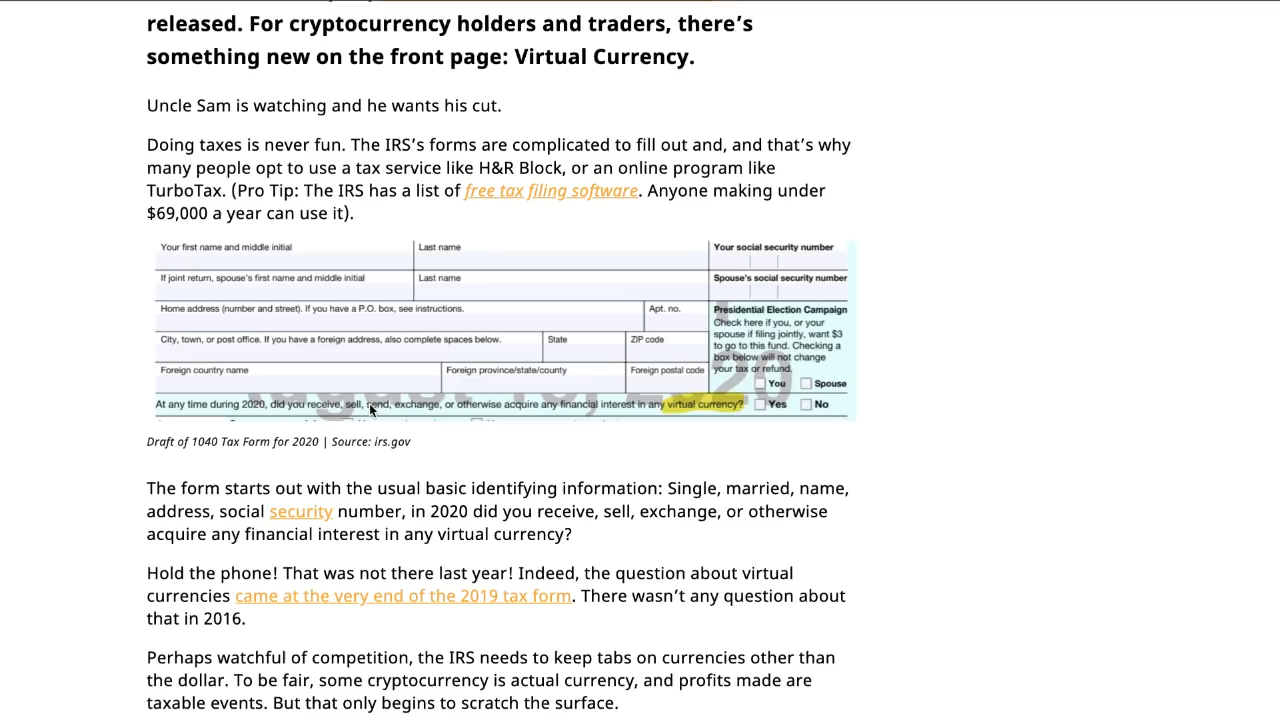 released. For cryptocurrency holders and traders, there's
something new on the front page: Virtual Currency.
Uncle Sam is watching and he wants his cut.
Doing taxes is never fun. The IRS's forms are complicated to fill out and, and that's why
many people opt to use a tax service like H&R Block, or an online program like
TurboTax. (Pro Tip: The IRS has a list of free tax filing software. Anyone making under
$69,000 a year can use it).
Your first name and middle initial
Last name
Your social security number
If joint return, spouse's first name and middle initial
Last name
Spouse's social security number
Home address (number and street). If you have a P.O. box, see instructions.
Apt. no.
Presidential Election Campaign
Check here if you, or your
spouse if filing jointly, want $3
to go to this fund. Checking a
box below will not change
your tax or refund.
You
Spouse
City, town, or post office. If you have a foreign address, also complete spaces below.
State
ZIP code
Foreign country name
Foreign province/state/county
Foreign postal code
At any time during 2020, did you receive, sell, send, exchange, or otherwise acquire any financial interest in any virtual currency?
Yes
No
Draft of 1040 Tax Form for 2020 | Source: irs.gov
The form starts out with the usual basic identifying information: Single, married, name,
address, social security number, in 2020 did you receive, sell, exchange, or otherwise
acquire any financial interest in any virtual currency?
Hold the phone! That was not there last year! Indeed, the question about virtual
currencies came at the very end of the 2019 tax form. There wasn't any question about
that in 2016.
Perhaps watchful of competition, the IRS needs to keep tabs on currencies other than
the dollar. To be fair, some cryptocurrency is actual currency, and profits made are
taxable events. But that only begins to scratch the surface.